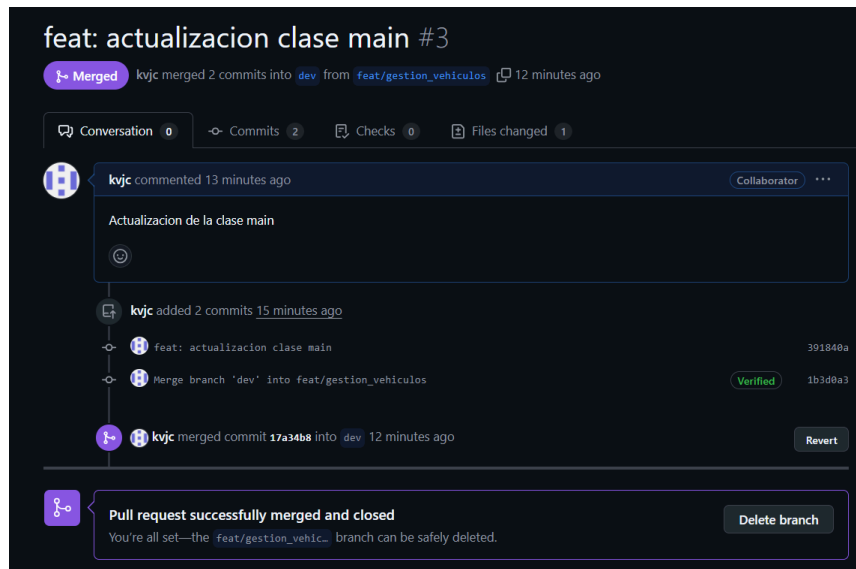 feat: actualizacion clase main #3
Merged kvjc merged 2 commits into dev from feat/gestion_vehiculos 12 minutes ago
Conversation 0 Commits 2 Checks 0 Files changed 1
kvjc commented 13 minutes ago Collaborator ...
Actualizacion de la clase main
kvjc added 2 commits 15 minutes ago
feat: actualizacion clase main 391840a
Merge branch 'dev' into feat/gestion_vehiculos Verified 1b3d0a3
kvjc merged commit 17a34b8 into dev 12 minutes ago Revert
Pull request successfully merged and closed
Delete branch
You're all set—the feat/gestion_vehic… branch can be safely deleted.